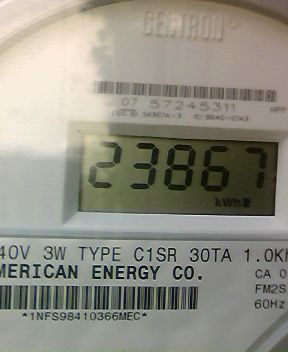 CENTRON®
07 57245311
23867
kWh
40V 3W TYPE C1SR 30TA 1.0K
MERICAN ENERGY CO.
CA 0
FM2S
60Hz
*1NFS98410366MEC*